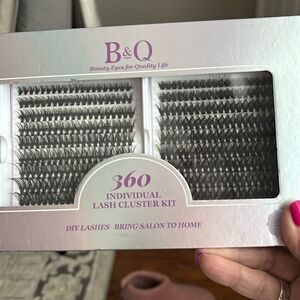 B&Q
Beauty Eyes for Quality Life
360
INDIVIDUAL
LASH CLUSTER KIT
DIY LASHES BRING SALON TO HOME